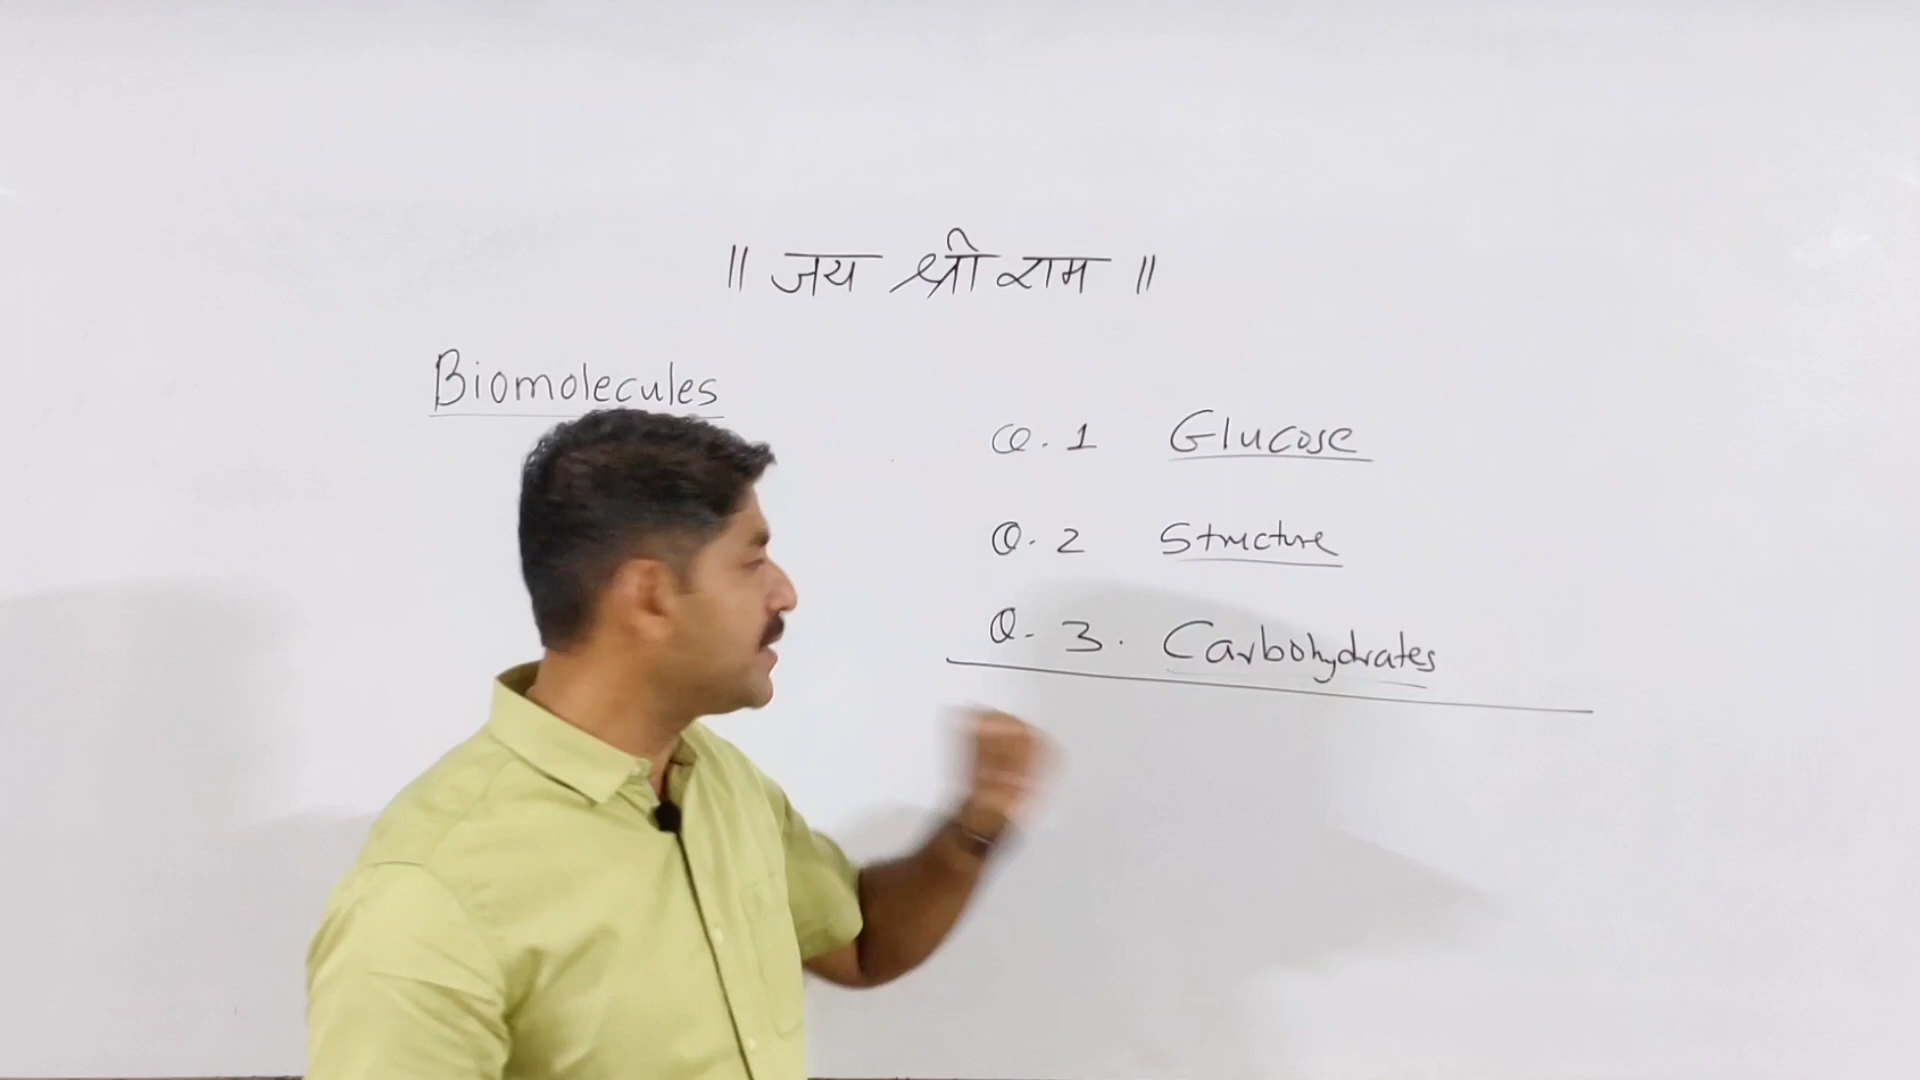 ॥ जय श्री राम ॥
Biomolecules
Q. 1 Glucose
Q. 2 Structure
Q. 3. Carbohydrates